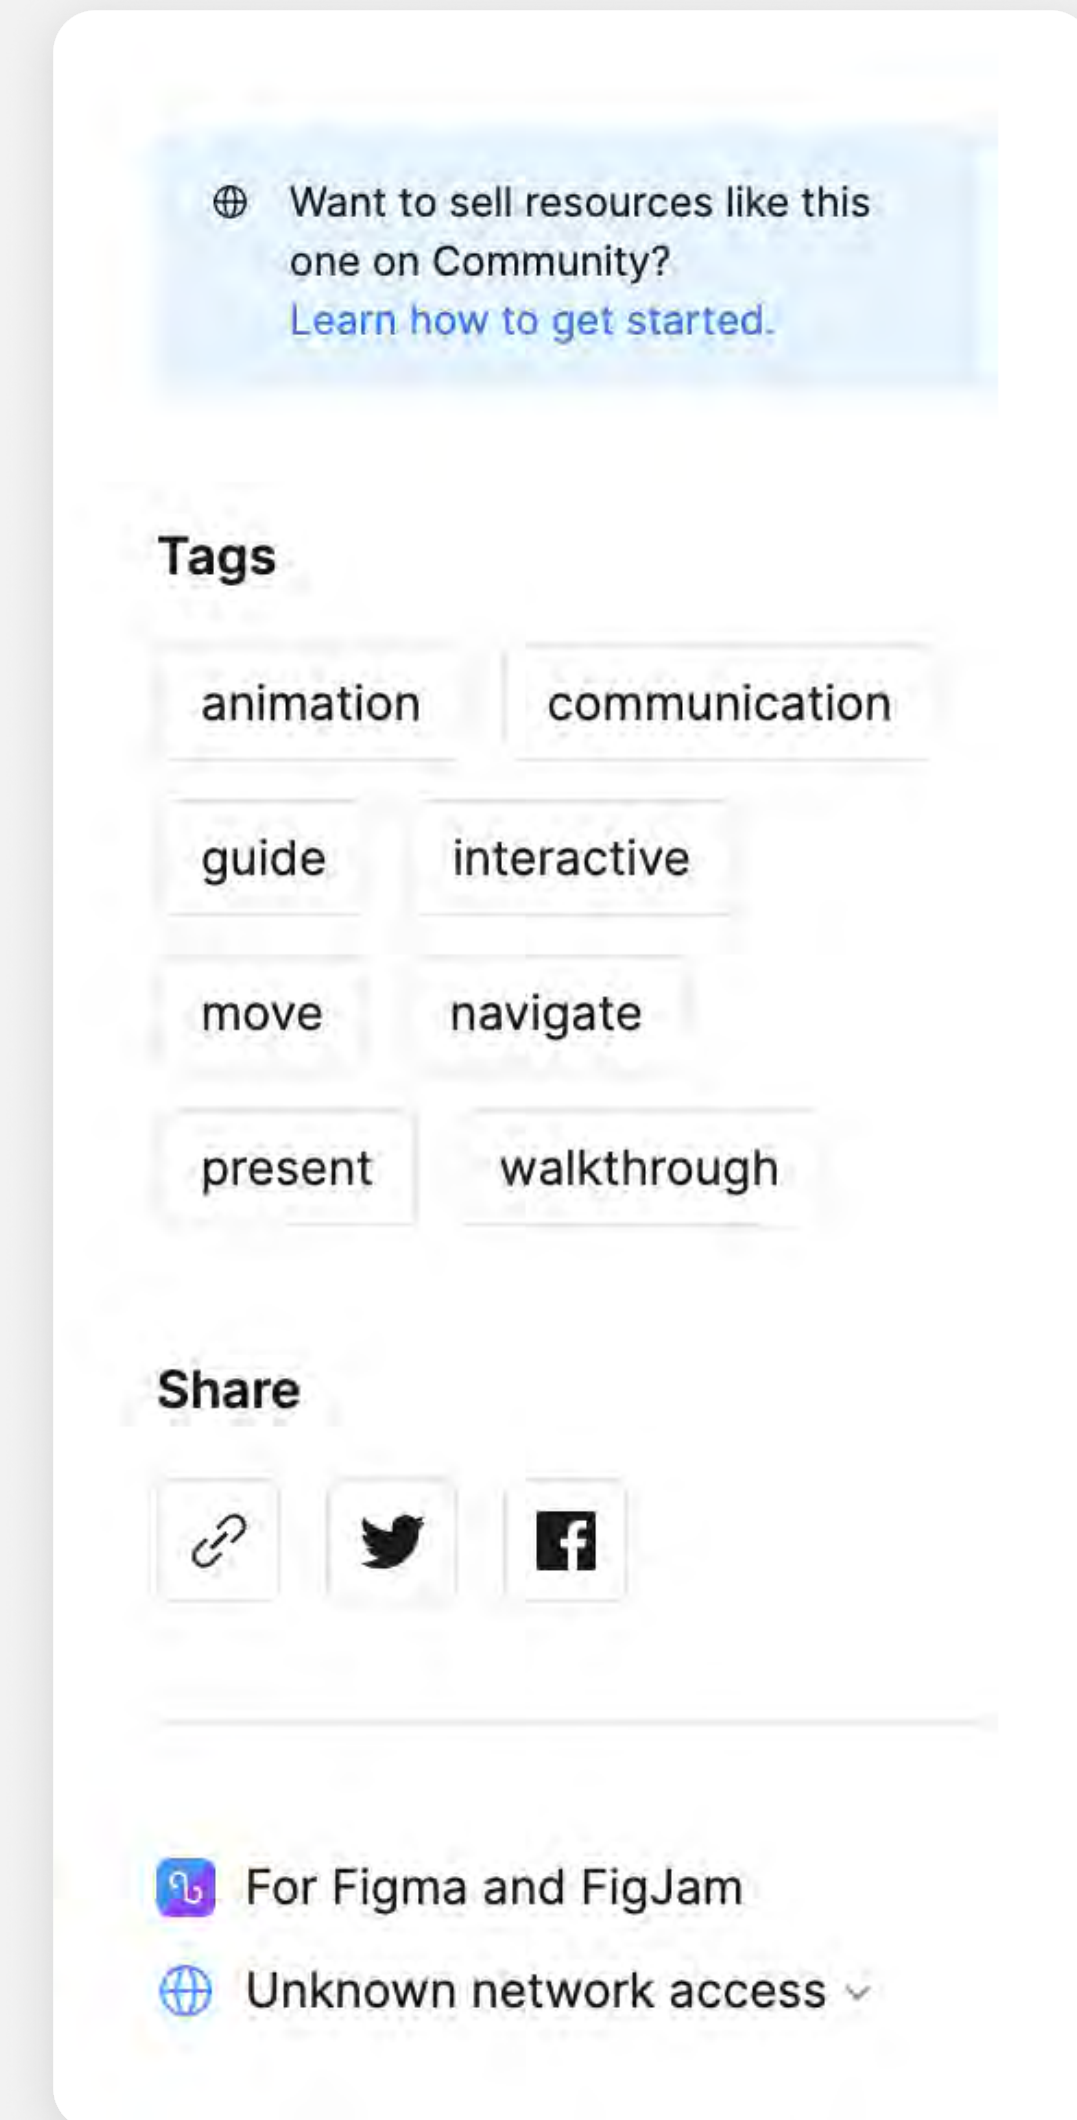 Want to sell resources like this
one on Community?
Learn how to get started.
Tags
animation communication
guide interactive
move navigate
present walkthrough
Share
For Figma and FigJam
Unknown network access